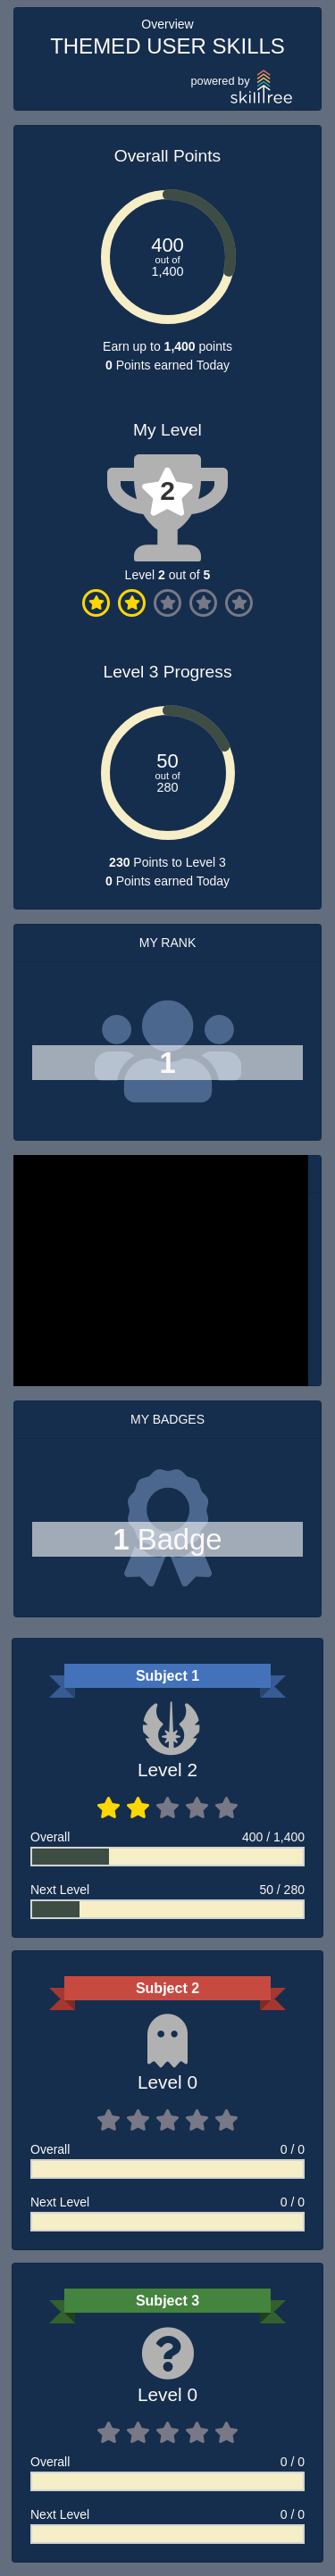 Overview
THEMED USER SKILLS
powered by
skilltree
Overall Points
400
out of
1,400
Earn up to 1,400 points
0 Points earned Today
My Level
2
Level 2 out of 5
Level 3 Progress
50
out of
280
230 Points to Level 3
0 Points earned Today
MY RANK
1
MY BADGES
1 Badge
Subject 1
Level 2
Overall 400 / 1,400
Next Level 50 / 280
Subject 2
Level 0
Overall 0 / 0
Next Level 0 / 0
Subject 3
Level 0
Overall 0 / 0
Next Level 0 / 0